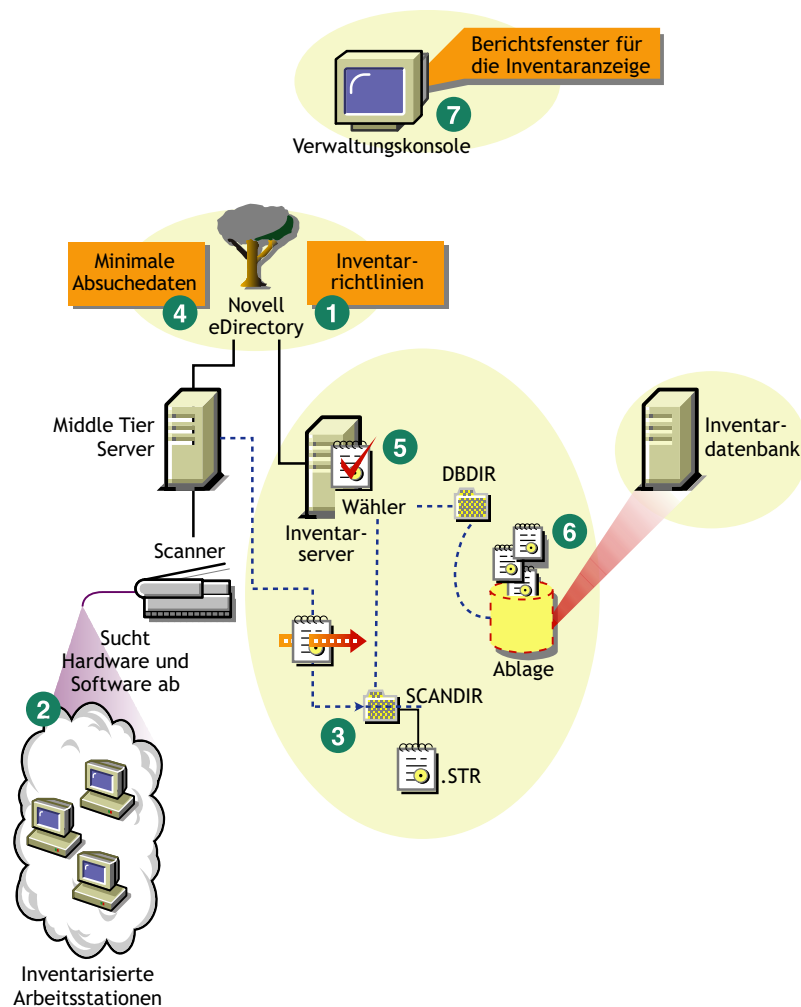 Berichtsfenster für
die Inventaranzeige
7
Verwaltungskonsole
Minimale
Absuchedaten
4
Inventar-
richtlinien
1
Novell
eDirectory
Middle Tier
Server
5
Wähler
Inventar-
server
DBDIR
Inventar-
datenbank
6
Ablage
Scanner
Sucht
Hardware und
Software ab
2
3
SCANDIR
.STR
Inventarisierte
Arbeitsstationen